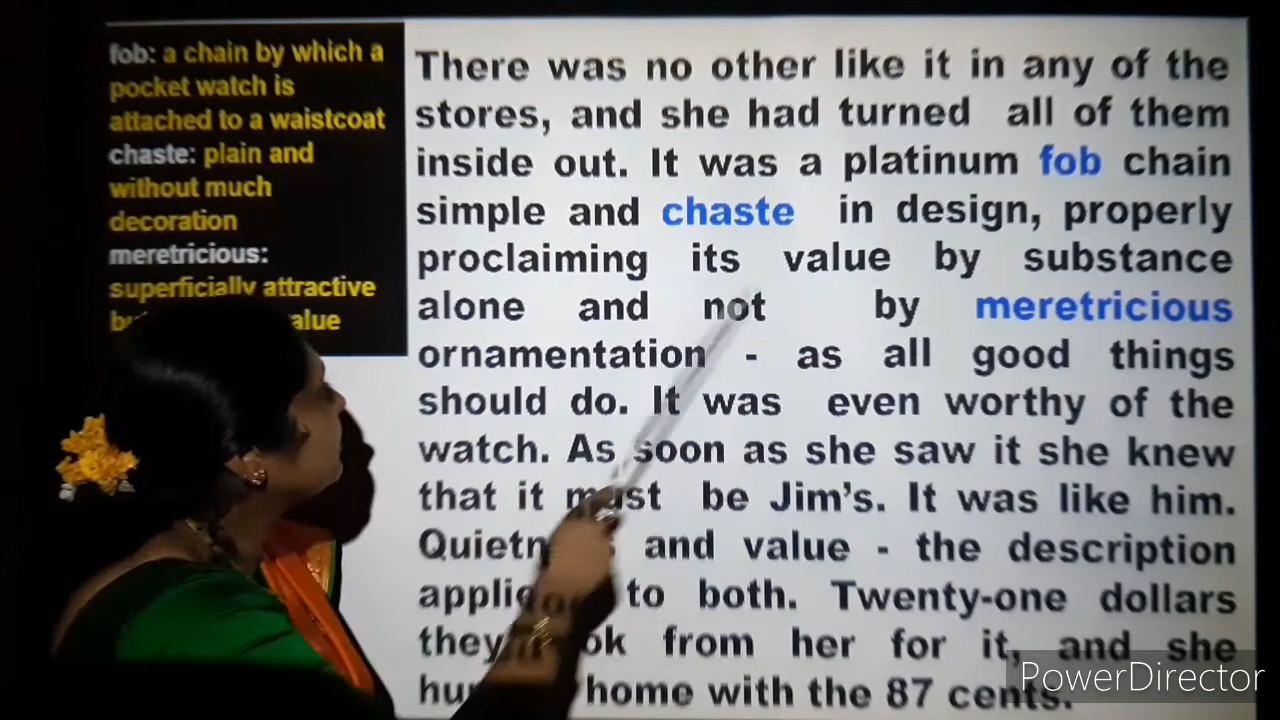 fob: a chain by which a
pocket watch is
attached to a waistcoat
chaste: plain and
without much
decoration
meretricious:
superficially attractive
There was no other like it in any of the
stores, and she had turned all of them
inside out. It was a platinum fob chain
simple and chaste in design, properly
proclaiming its value by substance
alone and not by meretricious
ornamentation - as all good things
should do. It was even worthy of the
watch. As soon as she saw it she knew
that it must be Jim's. It was like him.
and value - the description
to both. Twenty-one dollars
they from her for it, and she
home with the 87 cents.
PowerDirector